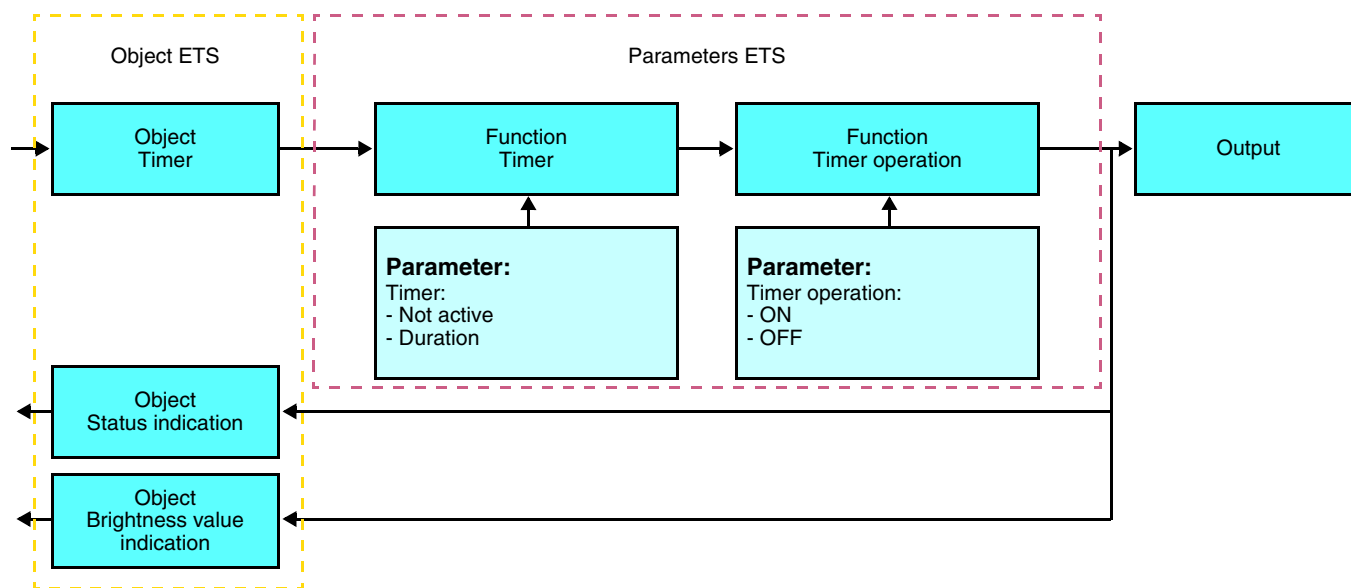 Object ETS
Parameters ETS
Object
Timer
Function
Timer
Function
Timer operation
Output
Parameter:
Timer:
- Not active
- Duration
Parameter:
Timer operation:
- ON
- OFF
Object
Status indication
Object
Brightness value
indication